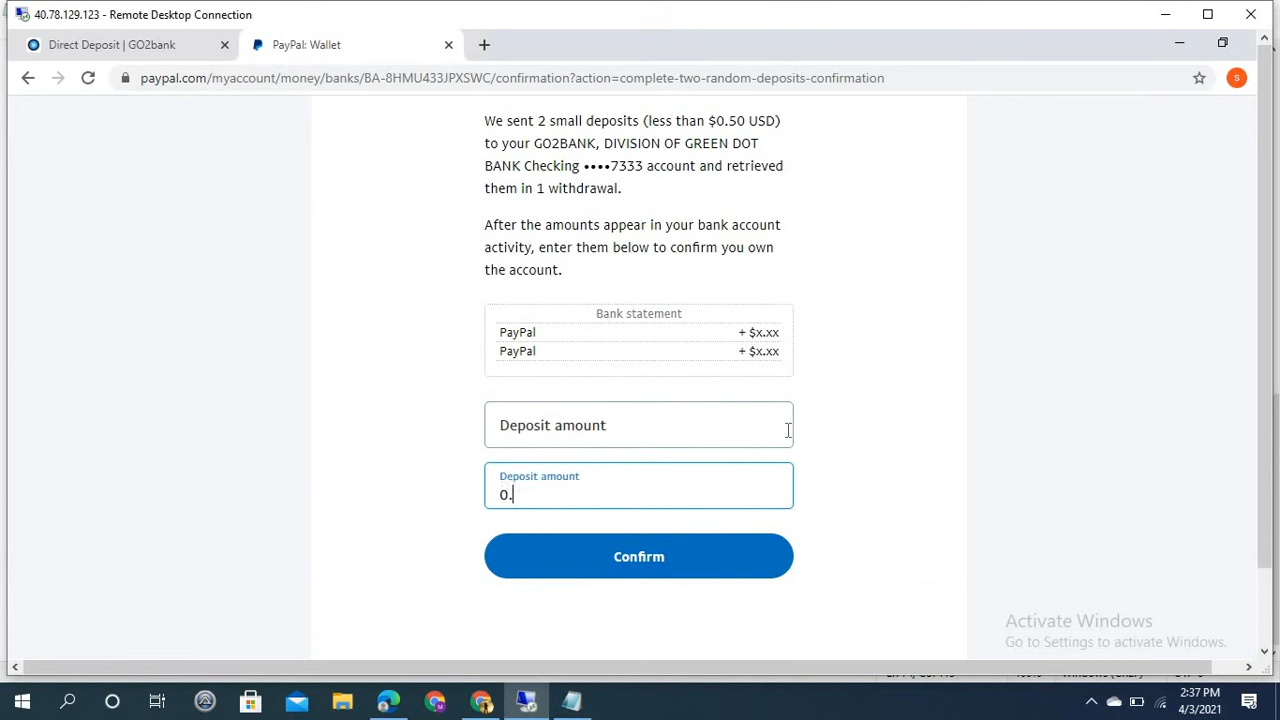 40.78.129.123 - Remote Desktop Connection
Direct Deposit | GO2bank
PayPal: Wallet
paypal.com/myaccount/money/banks/BA-8HMU433JPXSWC/confirmation?action=complete-two-random-deposits-confirmation
s
We sent 2 small deposits (less than $0.50 USD)
to your GO2BANK, DIVISION OF GREEN DOT
BANK Checking ••••7333 account and retrieved
them in 1 withdrawal.
After the amounts appear in your bank account
activity, enter them below to confirm you own
the account.
Bank statement
PayPal + $x.xx
PayPal + $x.xx
Deposit amount
Deposit amount
0.
Confirm
Activate Windows
Go to Settings to activate Windows.
2:37 PM
4/3/2021